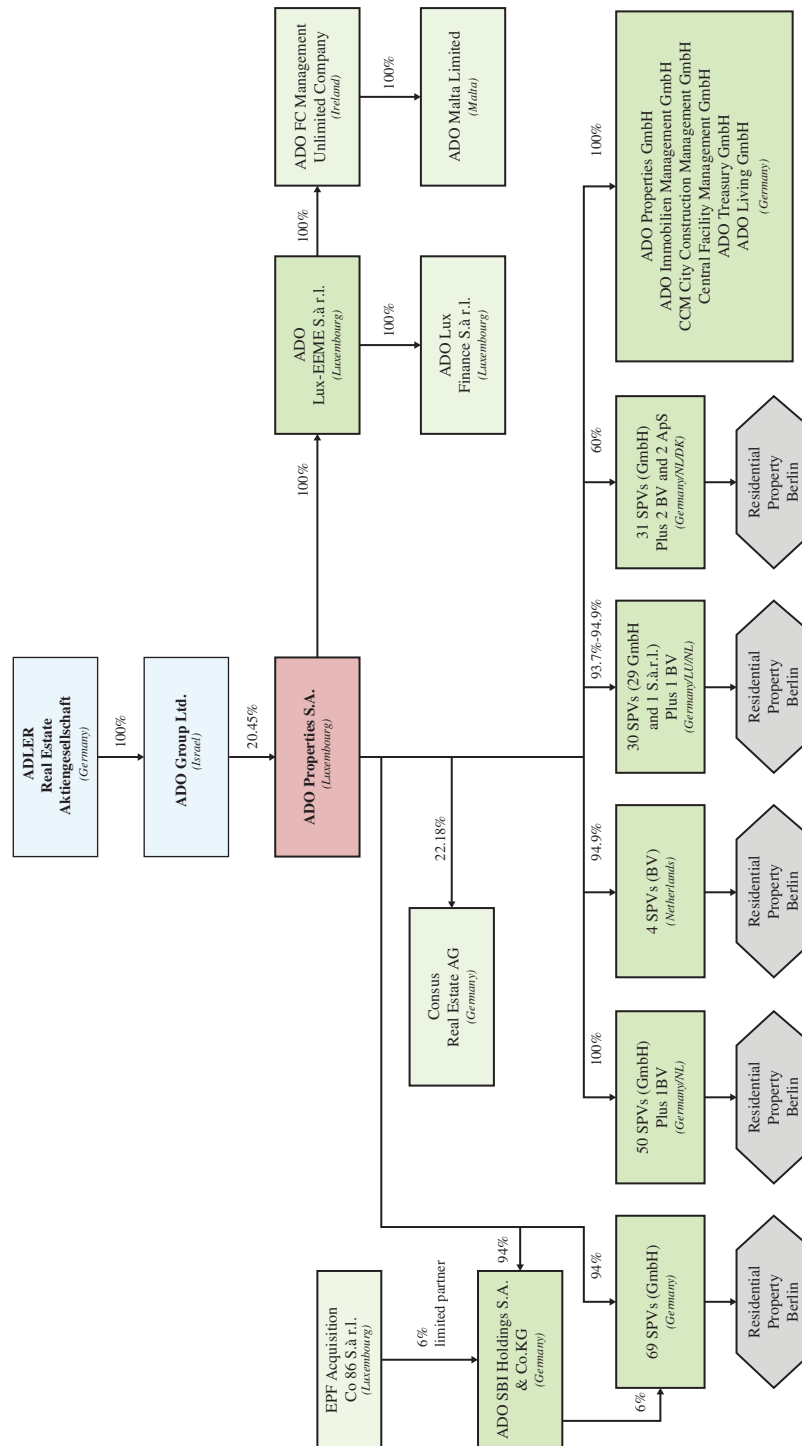 ADLER
Real Estate
Aktiengesellschaft
(Germany)
100%
ADO Group Ltd.
(Israel)
20.45%
ADO Properties S.A.
(Luxembourg)
100%
ADO
Lux-EEME S.à r.l.
(Luxembourg)
100%
ADO FC Management
Unlimited Company
(Ireland)
100%
ADO Malta Limited
(Malta)
100%
ADO Lux
Finance S.à r.l.
(Luxembourg)
22.18%
Consus
Real Estate AG
(Germany)
EPF Acquisition
Co 86 S.à r.l.
(Luxembourg)
6%
limited partner
94%
ADO SBI Holdings S.A.
& Co.KG
(Germany)
6%
94%
69 SPVs (GmbH)
(Germany)
Residential
Property
Berlin
100%
50 SPVs (GmbH)
Plus 1BV
(Germany/NL)
Residential
Property
Berlin
94.9%
4 SPVs (BV)
(Netherlands)
Residential
Property
Berlin
93.7%-94.9%
30 SPVs (29 GmbH
and 1 S.à.r.l.)
Plus 1 BV
(Germany/LU/NL)
Residential
Property
Berlin
60%
31 SPVs (GmbH)
Plus 2 BV and 2 ApS
(Germany/NL/DK)
Residential
Property
Berlin
100%
ADO Properties GmbH
ADO Immobilien Management GmbH
CCM City Construction Management GmbH
Central Facility Management GmbH
ADO Treasury GmbH
ADO Living GmbH
(Germany)